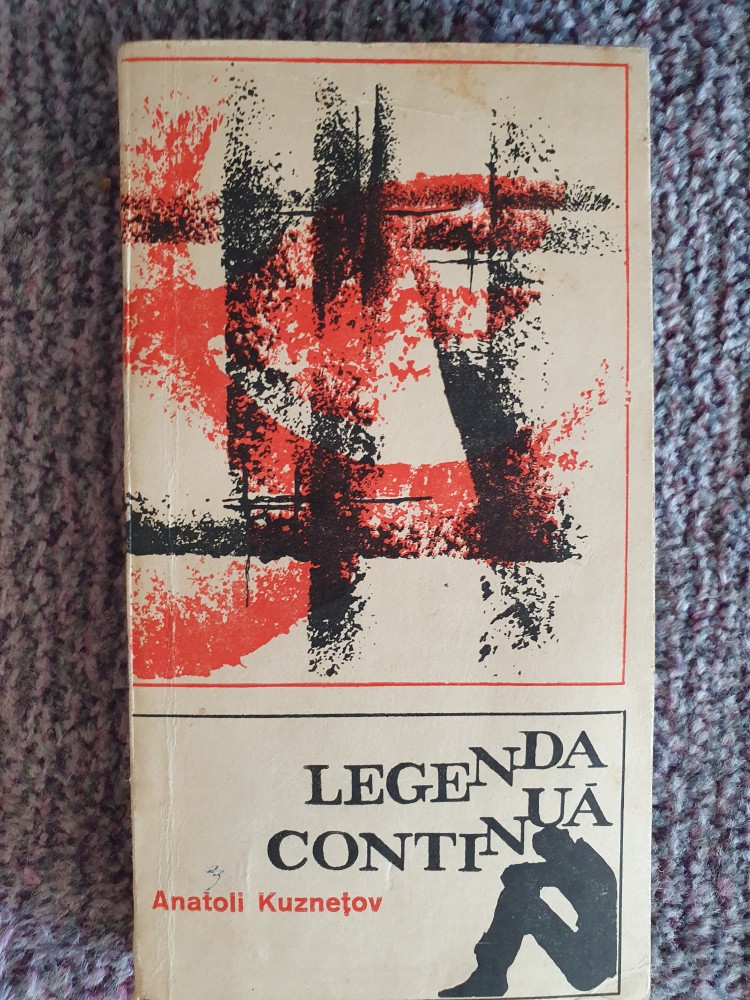 LEGENDA
CONTINUĂ
Anatoli Kuznețov